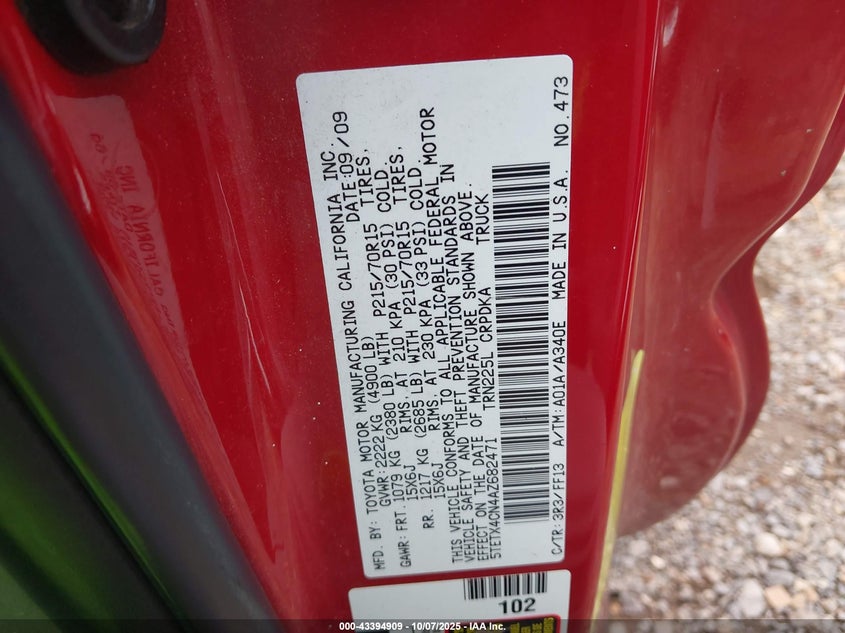 MFD. BY: TOYOTA MOTOR MANUFACTURING CALIFORNIA INC.
GVWR: 2222 KG (4900 LB) DATE: 09/09
GAWR: FRT. 1079 KG (2380 LB) WITH P215/70R15 TIRES,
15X6J RIMS, AT 210 KPA (30 PSI) COLD.
RR. 1217 KG (2685 LB) WITH P215/70R15 TIRES,
15X6J RIMS, AT 230 KPA (33 PSI) COLD.
THIS VEHICLE CONFORMS TO ALL APPLICABLE FEDERAL MOTOR
VEHICLE SAFETY AND THEFT PREVENTION STANDARDS IN
EFFECT ON THE DATE OF MANUFACTURE SHOWN ABOVE.
5TETX4CN4AZ682471 TRN225L CRPDKA TRUCK
C/TR: 3R3/FF13 A/TM: A01A/A340E MADE IN U.S.A. NO. 473
102
000-43394909 - 10/07/2025 - IAA Inc.